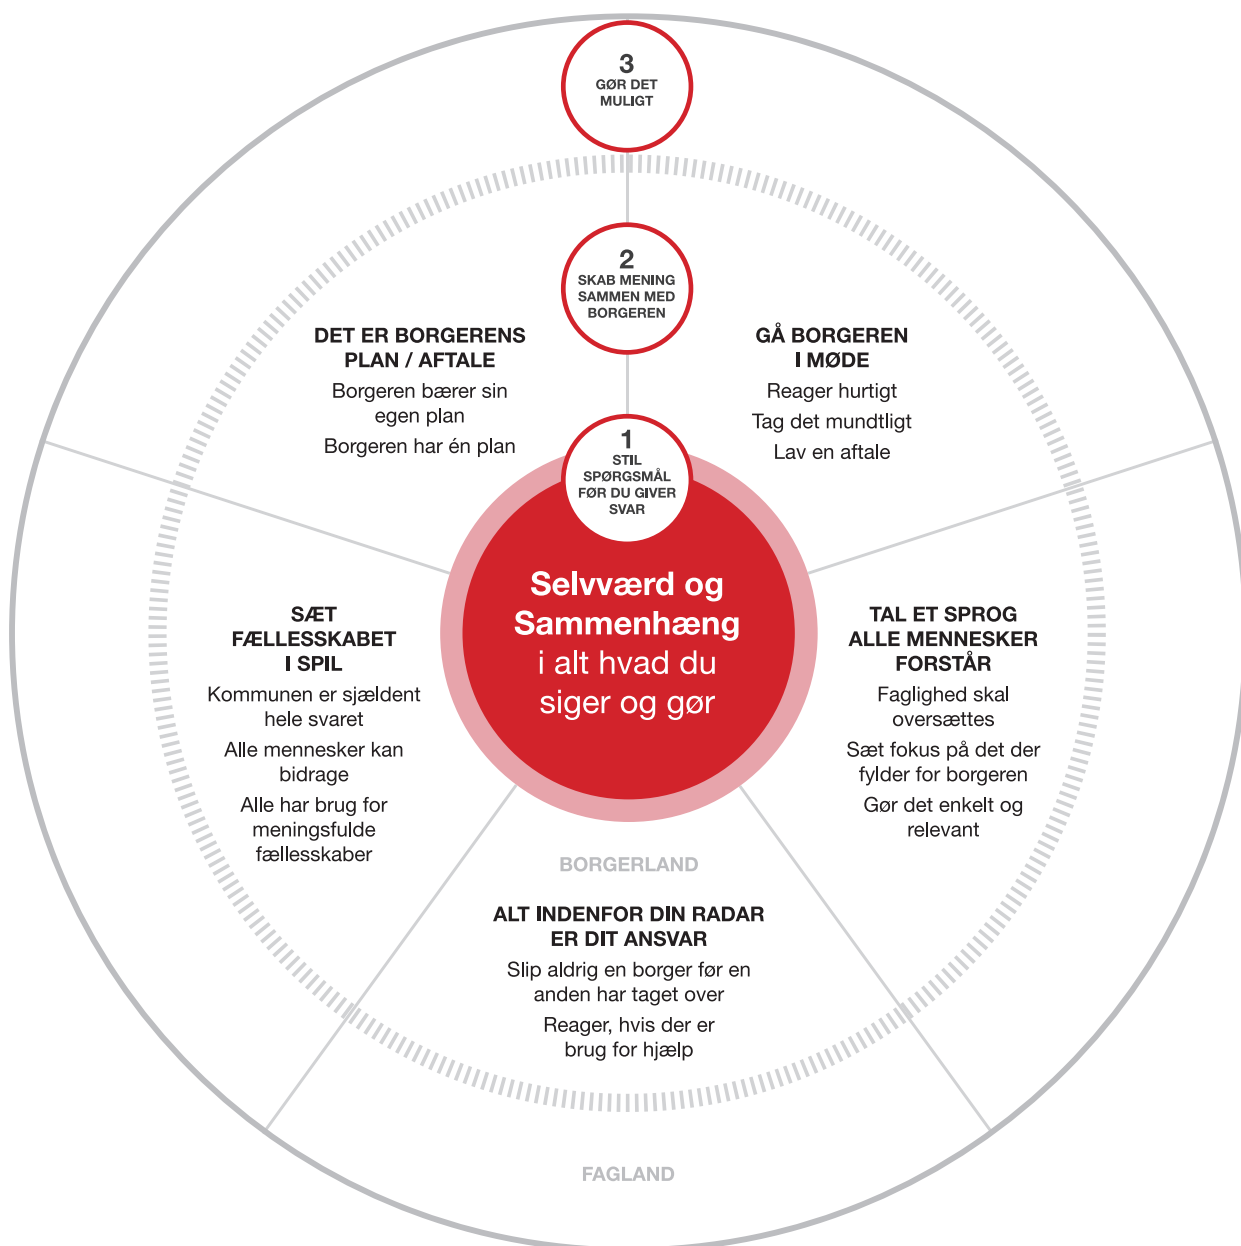 3
GØR DET
MULIGT
2
SKAB MENING
SAMMEN MED
BORGEREN
1
STIL
SPØRGSMÅL
FØR DU GIVER
SVAR
Selvværd og
Sammenhæng
i alt hvad du
siger og gør
DET ER BORGERENS
PLAN / AFTALE
Borgeren bærer sin
egen plan
Borgeren har én plan
GÅ BORGEREN
I MØDE
Reager hurtigt
Tag det mundtligt
Lav en aftale
SÆT
FÆLLESSKABET
I SPIL
Kommunen er sjældent
hele svaret
Alle mennesker kan
bidrage
Alle har brug for
meningsfulde
fællesskaber
TAL ET SPROG
ALLE MENNESKER
FORSTÅR
Faglighed skal
oversættes
Sæt fokus på det der
fylder for borgeren
Gør det enkelt og
relevant
BORGERLAND
ALT INDENFOR DIN RADAR
ER DIT ANSVAR
Slip aldrig en borger før en
anden har taget over
Reager, hvis der er
brug for hjælp
FAGLAND